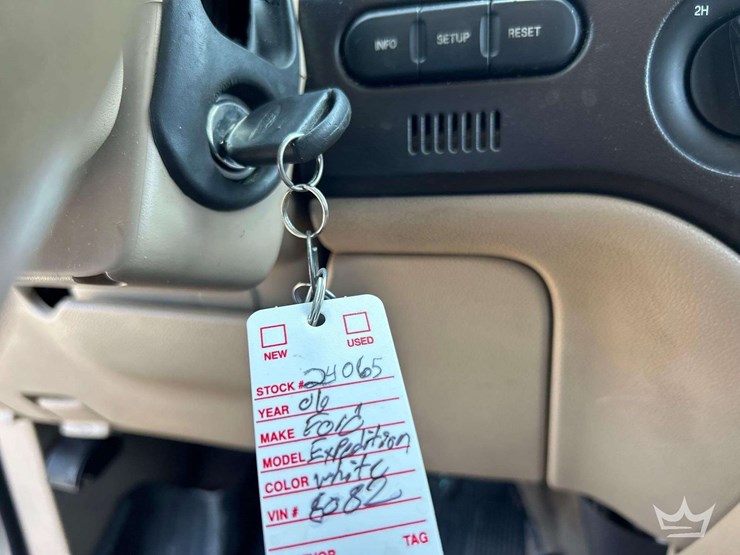 INFO SETUP RESET
2H
NEW USED
STOCK # 24065
YEAR 06
MAKE Ford
MODEL Expedition
COLOR white
VIN # 8082
TAG